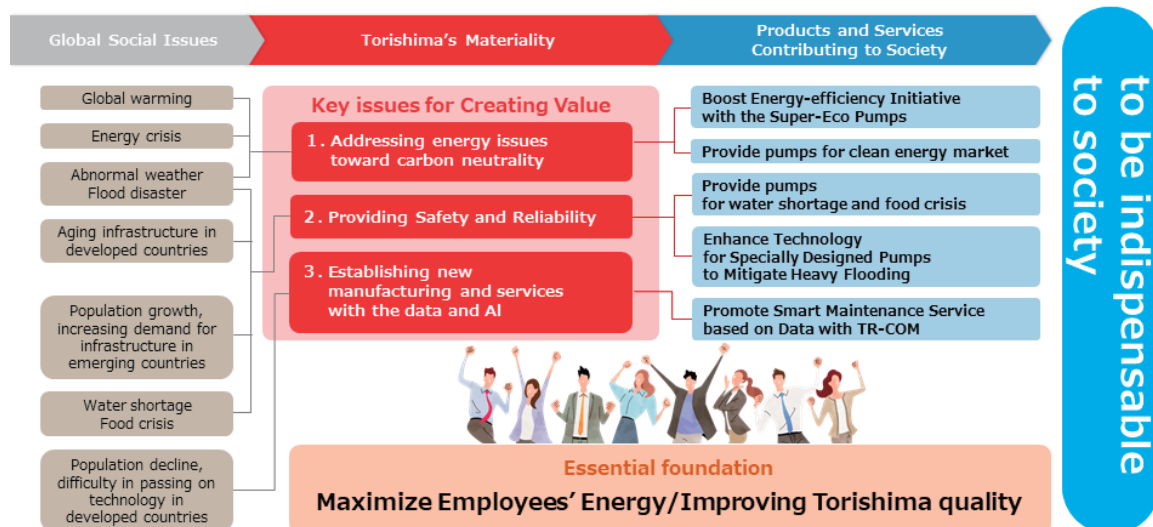 Global Social Issues
Torishima's Materiality
Products and Services
Contributing to Society
Global warming
Energy crisis
Abnormal weather
Flood disaster
Aging infrastructure in
developed countries
Population growth,
increasing demand for
infrastructure in
emerging countries
Water shortage
Food crisis
Population decline,
difficulty in passing on
technology in
developed countries
Key issues for Creating Value
1. Addressing energy issues
toward carbon neutrality
2. Providing Safety and Reliability
3. Establishing new
manufacturing and services
with the data and AI
Boost Energy-efficiency Initiative
with the Super-Eco Pumps
Provide pumps for clean energy market
Provide pumps
for water shortage and food crisis
Enhance Technology
for Specially Designed Pumps
to Mitigate Heavy Flooding
Promote Smart Maintenance Service
based on Data with TR-COM
Essential foundation
Maximize Employees' Energy/Improving Torishima quality
to be indispensable
to society